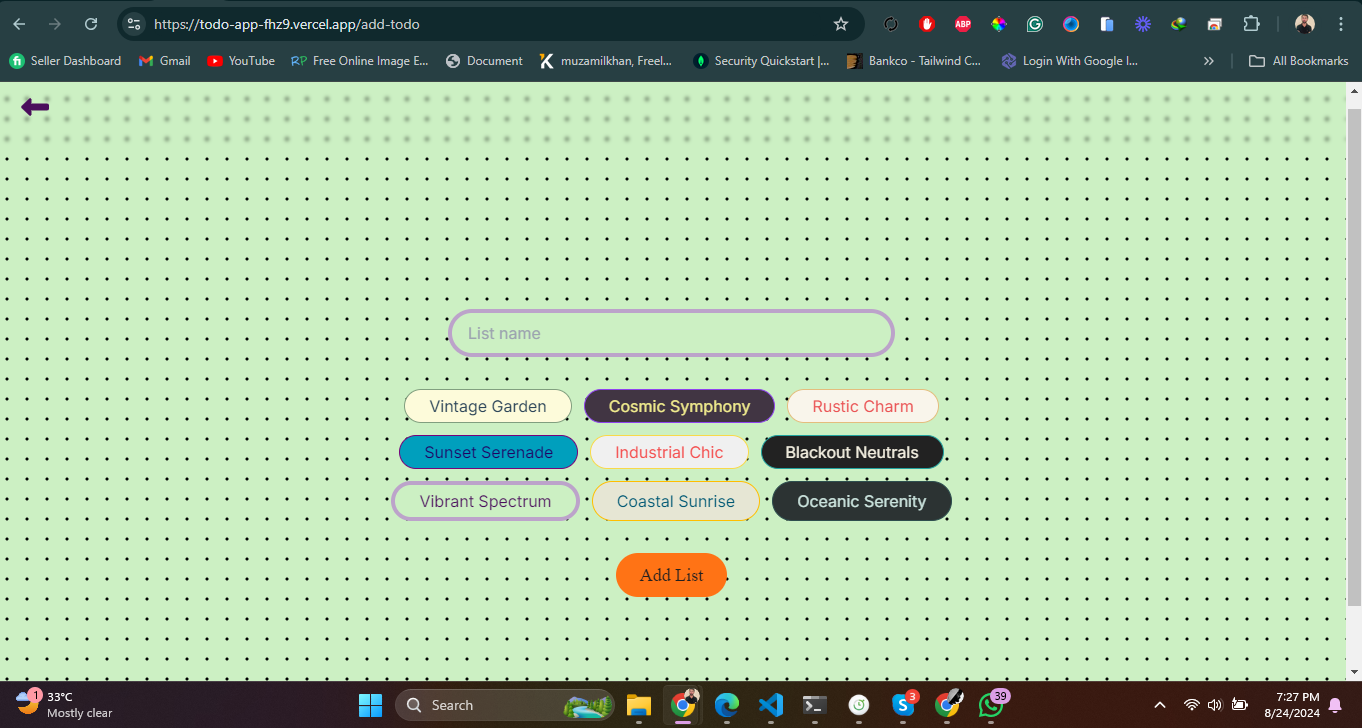 https://todo-app-fhz9.vercel.app/add-todo
ABP
Seller Dashboard
Gmail
YouTube
RP Free Online Image E...
Document
muzamilkhan, Freel...
Security Quickstart |...
Bankco - Tailwind C...
Login With Google I...
All Bookmarks
List name
Vintage Garden
Cosmic Symphony
Rustic Charm
Sunset Serenade
Industrial Chic
Blackout Neutrals
Vibrant Spectrum
Coastal Sunrise
Oceanic Serenity
Add List
1
33°C
Mostly clear
Search
3
39
7:27 PM
8/24/2024